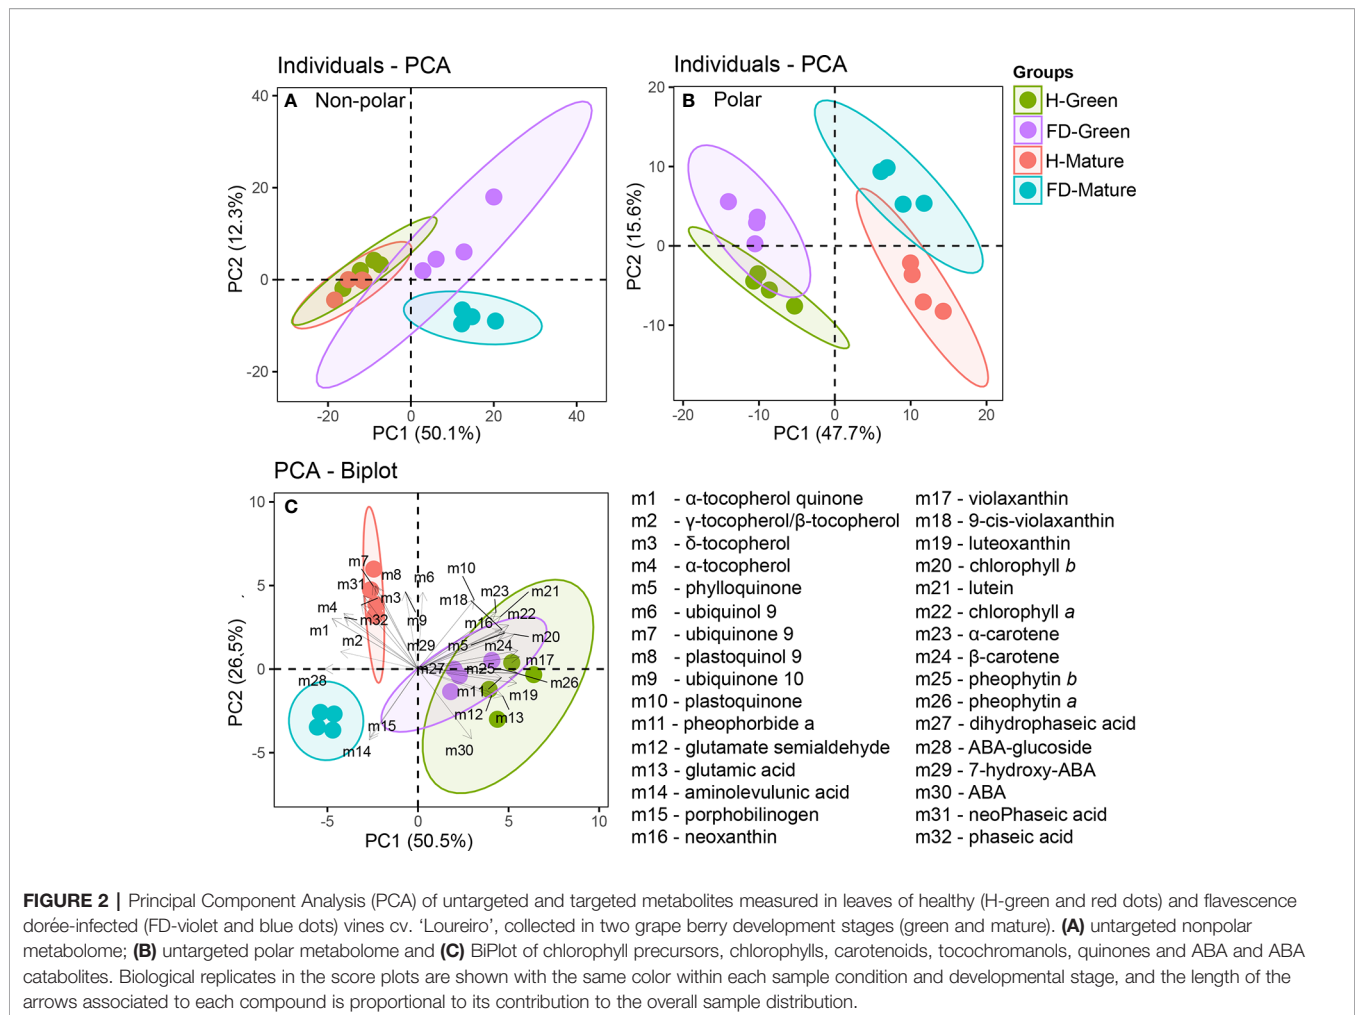 Individuals - PCA
A Non-polar
40
20
0
-20
PC2 (12.3%)
-20 0 20 40
PC1 (50.1%)
Individuals - PCA
B Polar
20
10
0
-10
PC2 (15.6%)
-20 -10 0 10 20
PC1 (47.7%)
Groups
H-Green
FD-Green
H-Mature
FD-Mature
PCA - Biplot
C
10
5
0
-5
PC2 (26.5%)
-5 0 5 10
PC1 (50.5%)
m7
m8
m31
m3
m4
m32
m1
m2
m28
m15
m14
m6
m9
m29
m27
m10
m18
m23
m21
m16
m22
m5
m24
m20
m25
m17
m26
m11
m19
m12
m13
m30
m1 - α-tocopherol quinone
m2 - γ-tocopherol/β-tocopherol
m3 - δ-tocopherol
m4 - α-tocopherol
m5 - phylloquinone
m6 - ubiquinol 9
m7 - ubiquinone 9
m8 - plastoquinol 9
m9 - ubiquinone 10
m10 - plastoquinone
m11 - pheophorbide a
m12 - glutamate semialdehyde
m13 - glutamic acid
m14 - aminolevulunic acid
m15 - porphobilinogen
m16 - neoxanthin
m17 - violaxanthin
m18 - 9-cis-violaxanthin
m19 - luteoxanthin
m20 - chlorophyll b
m21 - lutein
m22 - chlorophyll a
m23 - α-carotene
m24 - β-carotene
m25 - pheophytin b
m26 - pheophytin a
m27 - dihydrophaseic acid
m28 - ABA-glucoside
m29 - 7-hydroxy-ABA
m30 - ABA
m31 - neoPhaseic acid
m32 - phaseic acid
FIGURE 2 | Principal Component Analysis (PCA) of untargeted and targeted metabolites measured in leaves of healthy (H-green and red dots) and flavescence
dorée-infected (FD-violet and blue dots) vines cv. ‘Loureiro’, collected in two grape berry development stages (green and mature). (A) untargeted nonpolar
metabolome; (B) untargeted polar metabolome and (C) BiPlot of chlorophyll precursors, chlorophylls, carotenoids, tocochromanols, quinones and ABA and ABA
catabolites. Biological replicates in the score plots are shown with the same color within each sample condition and developmental stage, and the length of the
arrows associated to each compound is proportional to its contribution to the overall sample distribution.